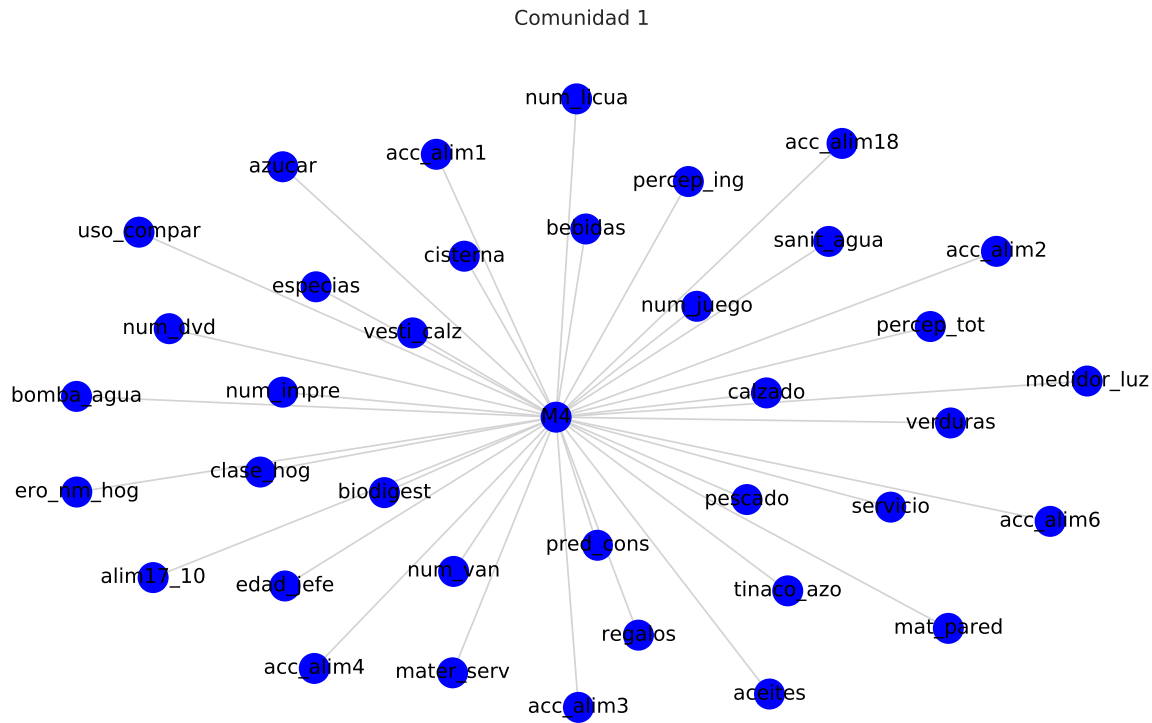 Comunidad 1
num_licua
acc_alim18
acc_alim1
azucar
percep_ing
bebidas
uso_compar
sanit_agua
acc_alim2
cisterna
especias
num_juego
num_dvd
vesti_calz
percep_tot
medidor_luz
num_impre
calzado
bomba_agua
M4
verduras
clase_hog
ero_nm_hog
biodigest
pescado
servicio
acc_alim6
pred_cons
num_van
alim17_10
edad_jefe
tinaco_azo
mat_pared
regalos
acc_alim4
mater_serv
aceites
acc_alim3